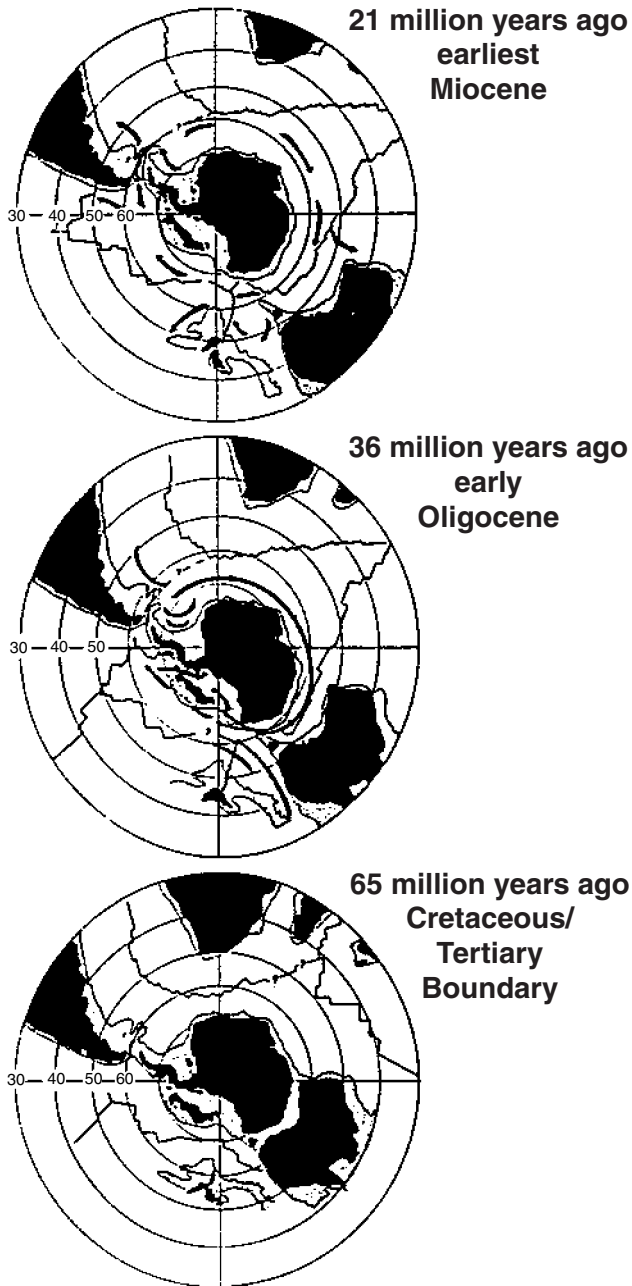 21 million years ago
earliest
Miocene
30 40 50 60
36 million years ago
early
Oligocene
30 40 50
65 million years ago
Cretaceous/
Tertiary
Boundary
30 40 50 60